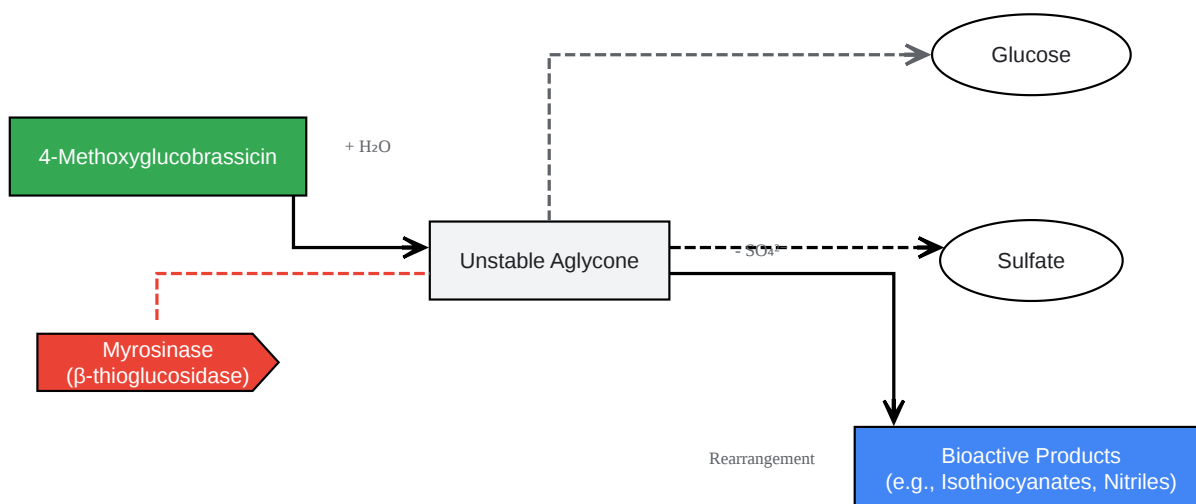 Glucose
4-Methoxyglucobrassicin
+ H₂O
Unstable Aglycone
- SO₄²
Sulfate
Myrosinase
(β-thioglucosidase)
Rearrangement
Bioactive Products
(e.g., Isothiocyanates, Nitriles)